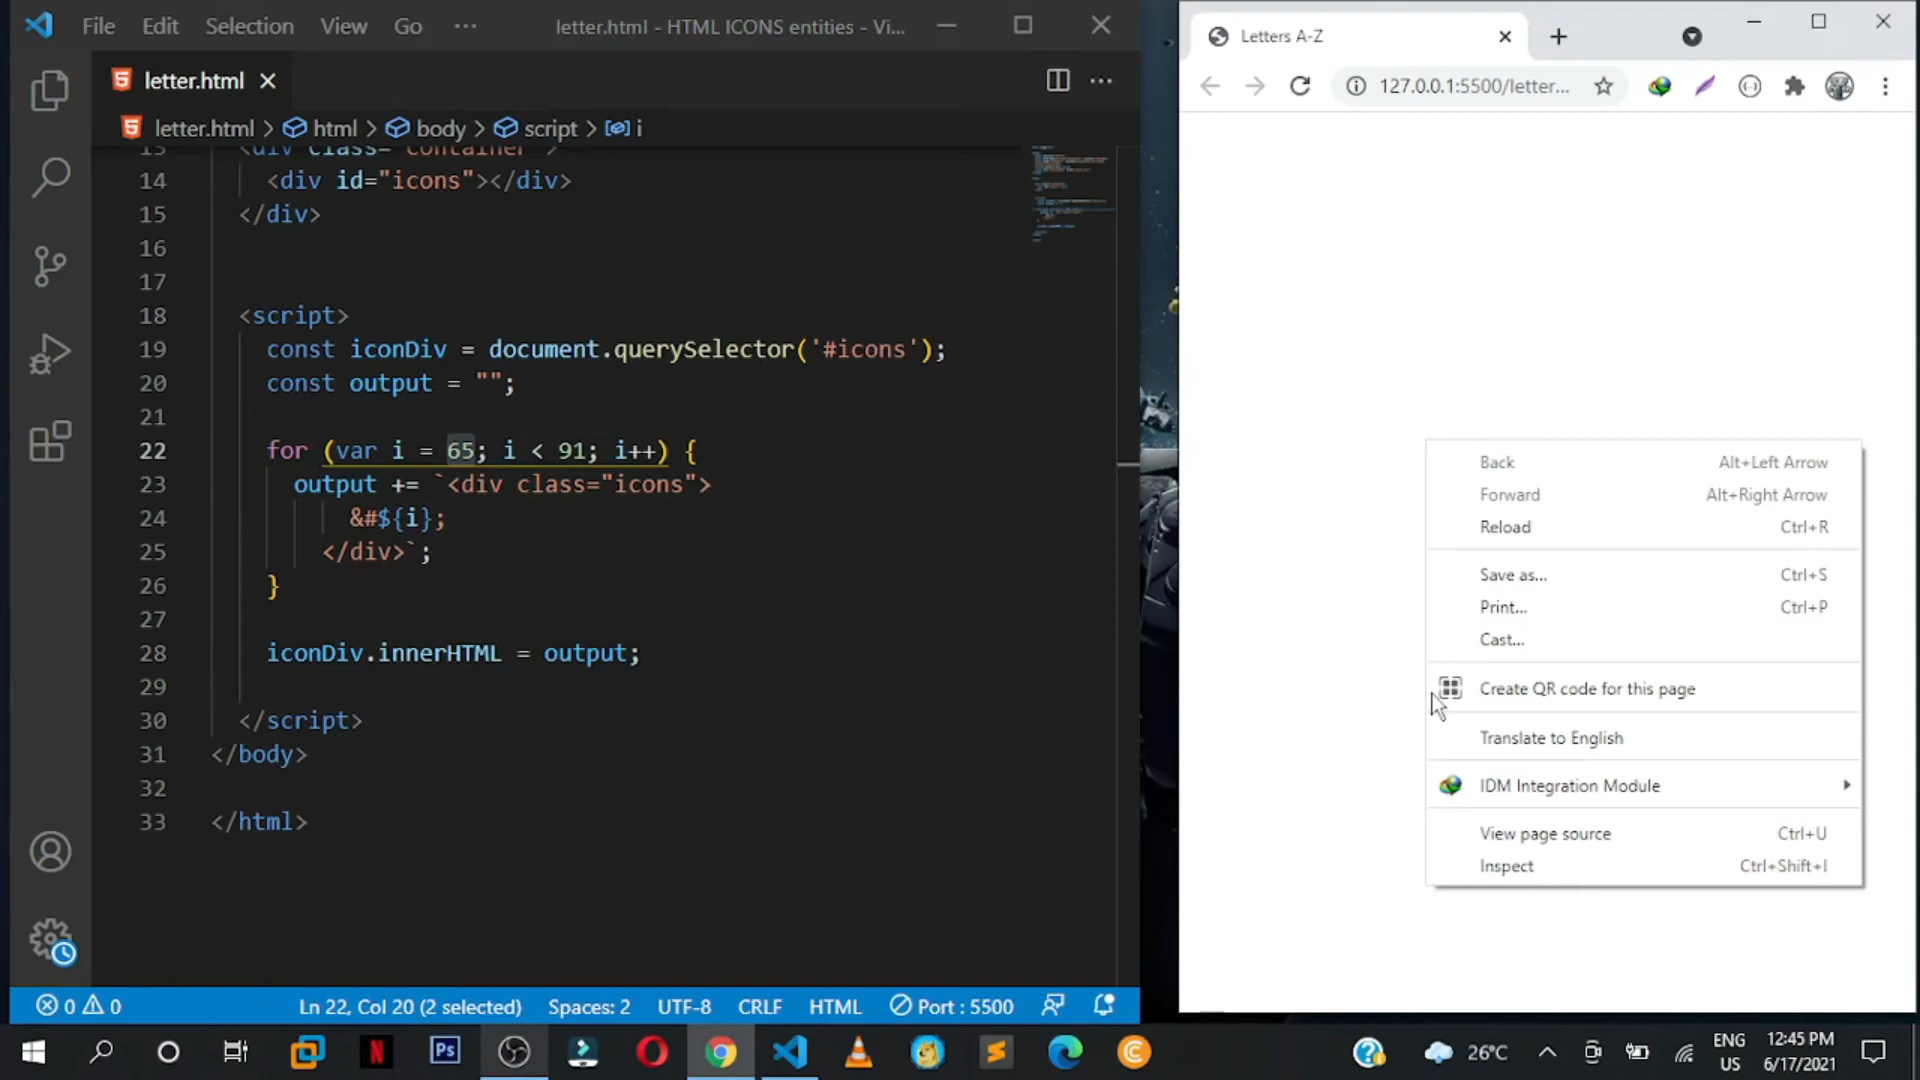 File Edit Selection View Go ··· letter.html - HTML ICONS entities - Vi...
letter.html
letter.html > html > body > script > i
13 <div class="container">
14 <div id="icons"></div>
15 </div>
16
17
18 <script>
19 const iconDiv = document.querySelector('#icons');
20 const output = "";
21
22 for (var i = 65; i < 91; i++) {
23 output += `<div class="icons">
24 &#${i};
25 </div>`;
26 }
27
28 iconDiv.innerHTML = output;
29
30 </script>
31 </body>
32
33 </html>
0 0 Ln 22, Col 20 (2 selected) Spaces: 2 UTF-8 CRLF HTML Port : 5500
Letters A-Z
127.0.0.1:5500/letter...
Back Alt+Left Arrow
Forward Alt+Right Arrow
Reload Ctrl+R
Save as... Ctrl+S
Print... Ctrl+P
Cast...
Create QR code for this page
Translate to English
IDM Integration Module
View page source Ctrl+U
Inspect Ctrl+Shift+I
Ps
26°C
ENG
US
12:45 PM
6/17/2021